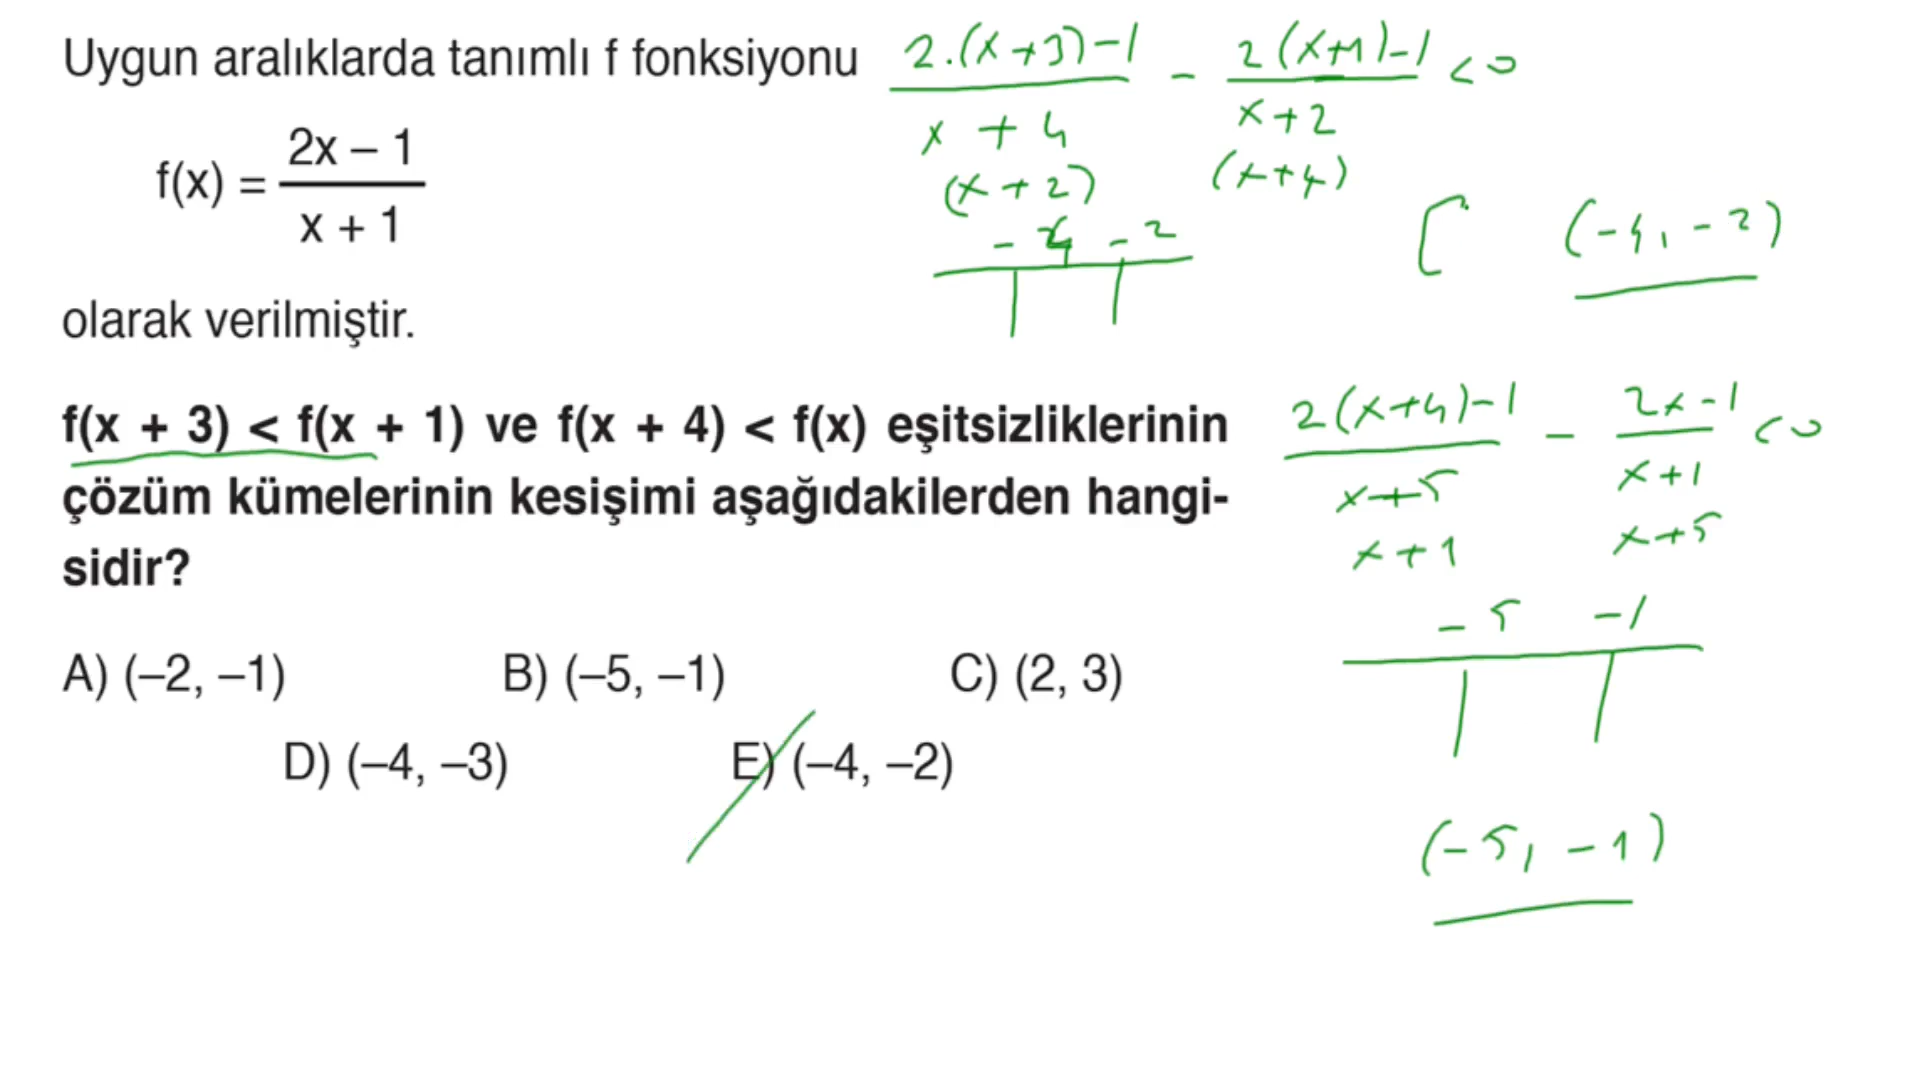 Uygun aralıklarda tanımlı f fonksiyonu
f(x) = (2x – 1)/(x + 1)
olarak verilmiştir.
f(x + 3) < f(x + 1) ve f(x + 4) < f(x) eşitsizliklerinin
çözüm kümelerinin kesişimi aşağıdakilerden hangi-
sidir?
A) (–2, –1) B) (–5, –1) C) (2, 3)
D) (–4, –3) E) (–4, –2)
2.(x+3)-1 - 2(x+1)-1 <0
x + 4 x+2
(x+2) (x+4)
-4 -2
(-4, -2)
2(x+4)-1 - 2x-1 <0
x+5 x+1
x+1 x+5
-5 -1
(-5, -1)